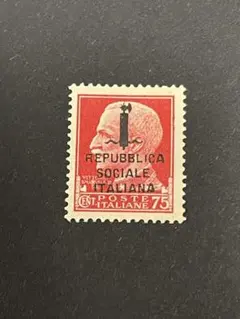 REPUBBLICA
SOCIALE
ITALIANA
CENT. POSTE 75
ITALIANE